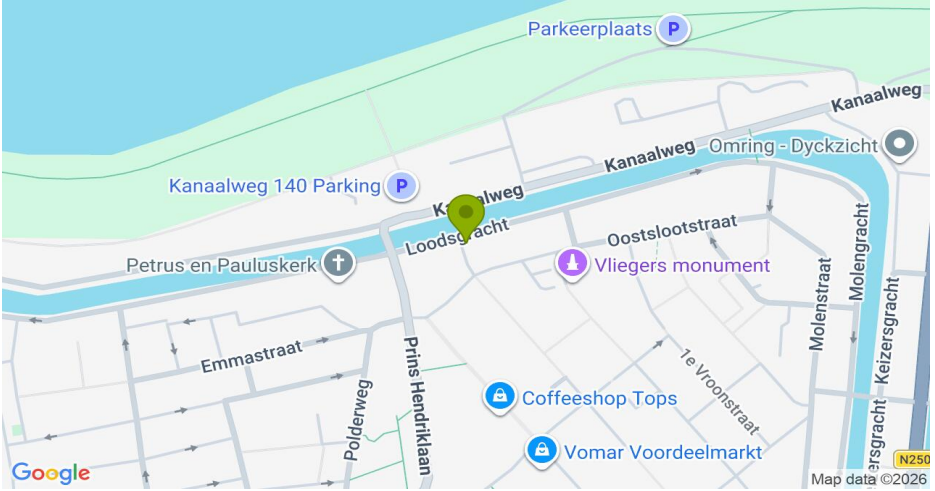 Parkeerplaats
P
Kanaalweg
Omring - Dyckzicht
Kanaalweg
Kanaalweg 140 Parking
P
Loodsgracht
Oostslootstraat
Petrus en Pauluskerk
Vliegers monument
Molengracht
Molenstraat
Keizersgracht
Emmastraat
Prins Hendriklaan
1e Vroonstraat
Polderweg
Coffeeshop Tops
Vomar Voordeelmarkt
N250
Google
Map data ©2026